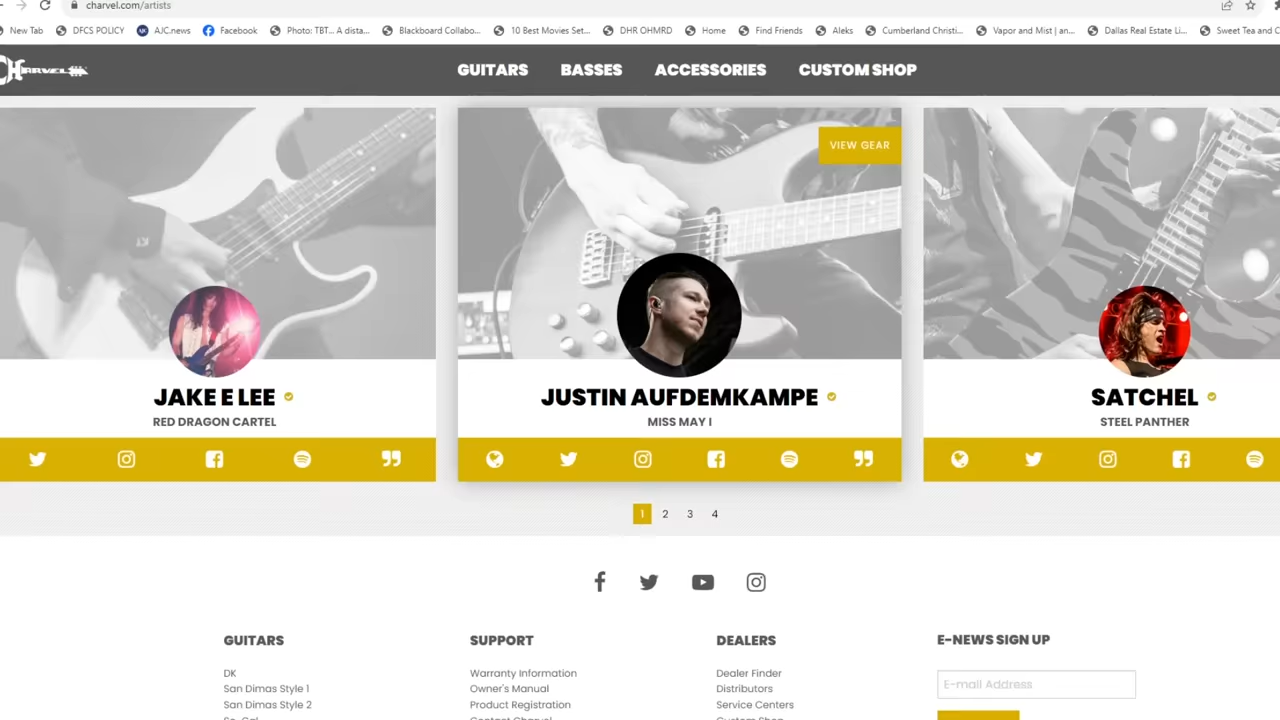 charvel.com/artists
New Tab DFCS POLICY AJC.news Facebook Photo: TBT... A dista... Blackboard Collabo... 10 Best Movies Set... DHR OHMRD Home Find Friends Aleks Cumberland Christi... Vapor and Mist | an... Dallas Real Estate Li... Sweet Tea and C
CHARVEL GUITARS BASSES ACCESSORIES CUSTOM SHOP
VIEW GEAR
JAKE E LEE JUSTIN AUFDEMKAMPE SATCHEL
RED DRAGON CARTEL MISS MAY I STEEL PANTHER
1 2 3 4
GUITARS SUPPORT DEALERS E-NEWS SIGN UP
DK Warranty Information Dealer Finder E-mail Address
San Dimas Style 1 Owner's Manual Distributors
San Dimas Style 2 Product Registration Service Centers